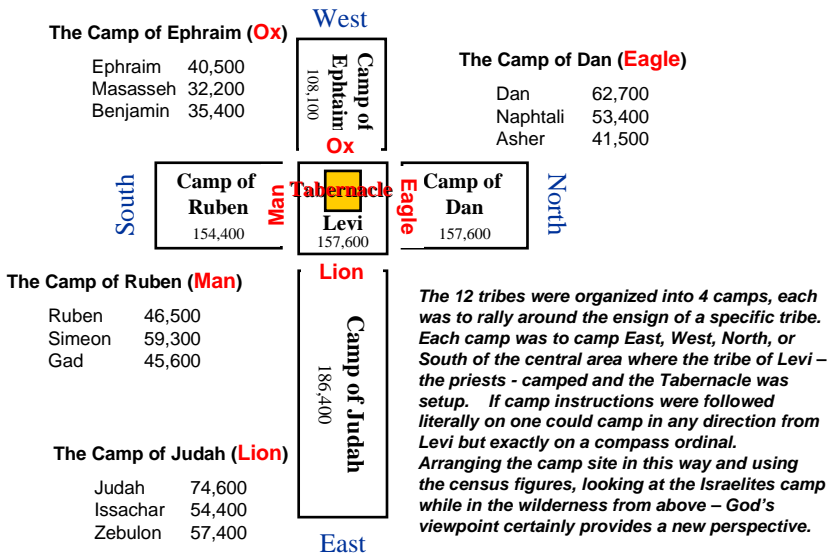 West
The Camp of Ephraim (Ox)
Ephraim 40,500
Masasseh 32,200
Benjamin 35,400
Camp of
Ephtaim
108,100
Ox
The Camp of Dan (Eagle)
Dan 62,700
Naphtali 53,400
Asher 41,500
South
Camp of
Ruben
154,400
Man
Tabernacle
Levi
157,600
Eagle
Camp of
Dan
157,600
North
Lion
The Camp of Ruben (Man)
Ruben 46,500
Simeon 59,300
Gad 45,600
Camp of Judah
186,400
The Camp of Judah (Lion)
Judah 74,600
Issachar 54,400
Zebulon 57,400
East
The 12 tribes were organized into 4 camps, each
was to rally around the ensign of a specific tribe.
Each camp was to camp East, West, North, or
South of the central area where the tribe of Levi –
the priests - camped and the Tabernacle was
setup. If camp instructions were followed
literally on one could camp in any direction from
Levi but exactly on a compass ordinal.
Arranging the camp site in this way and using
the census figures, looking at the Israelites camp
while in the wilderness from above – God's
viewpoint certainly provides a new perspective.